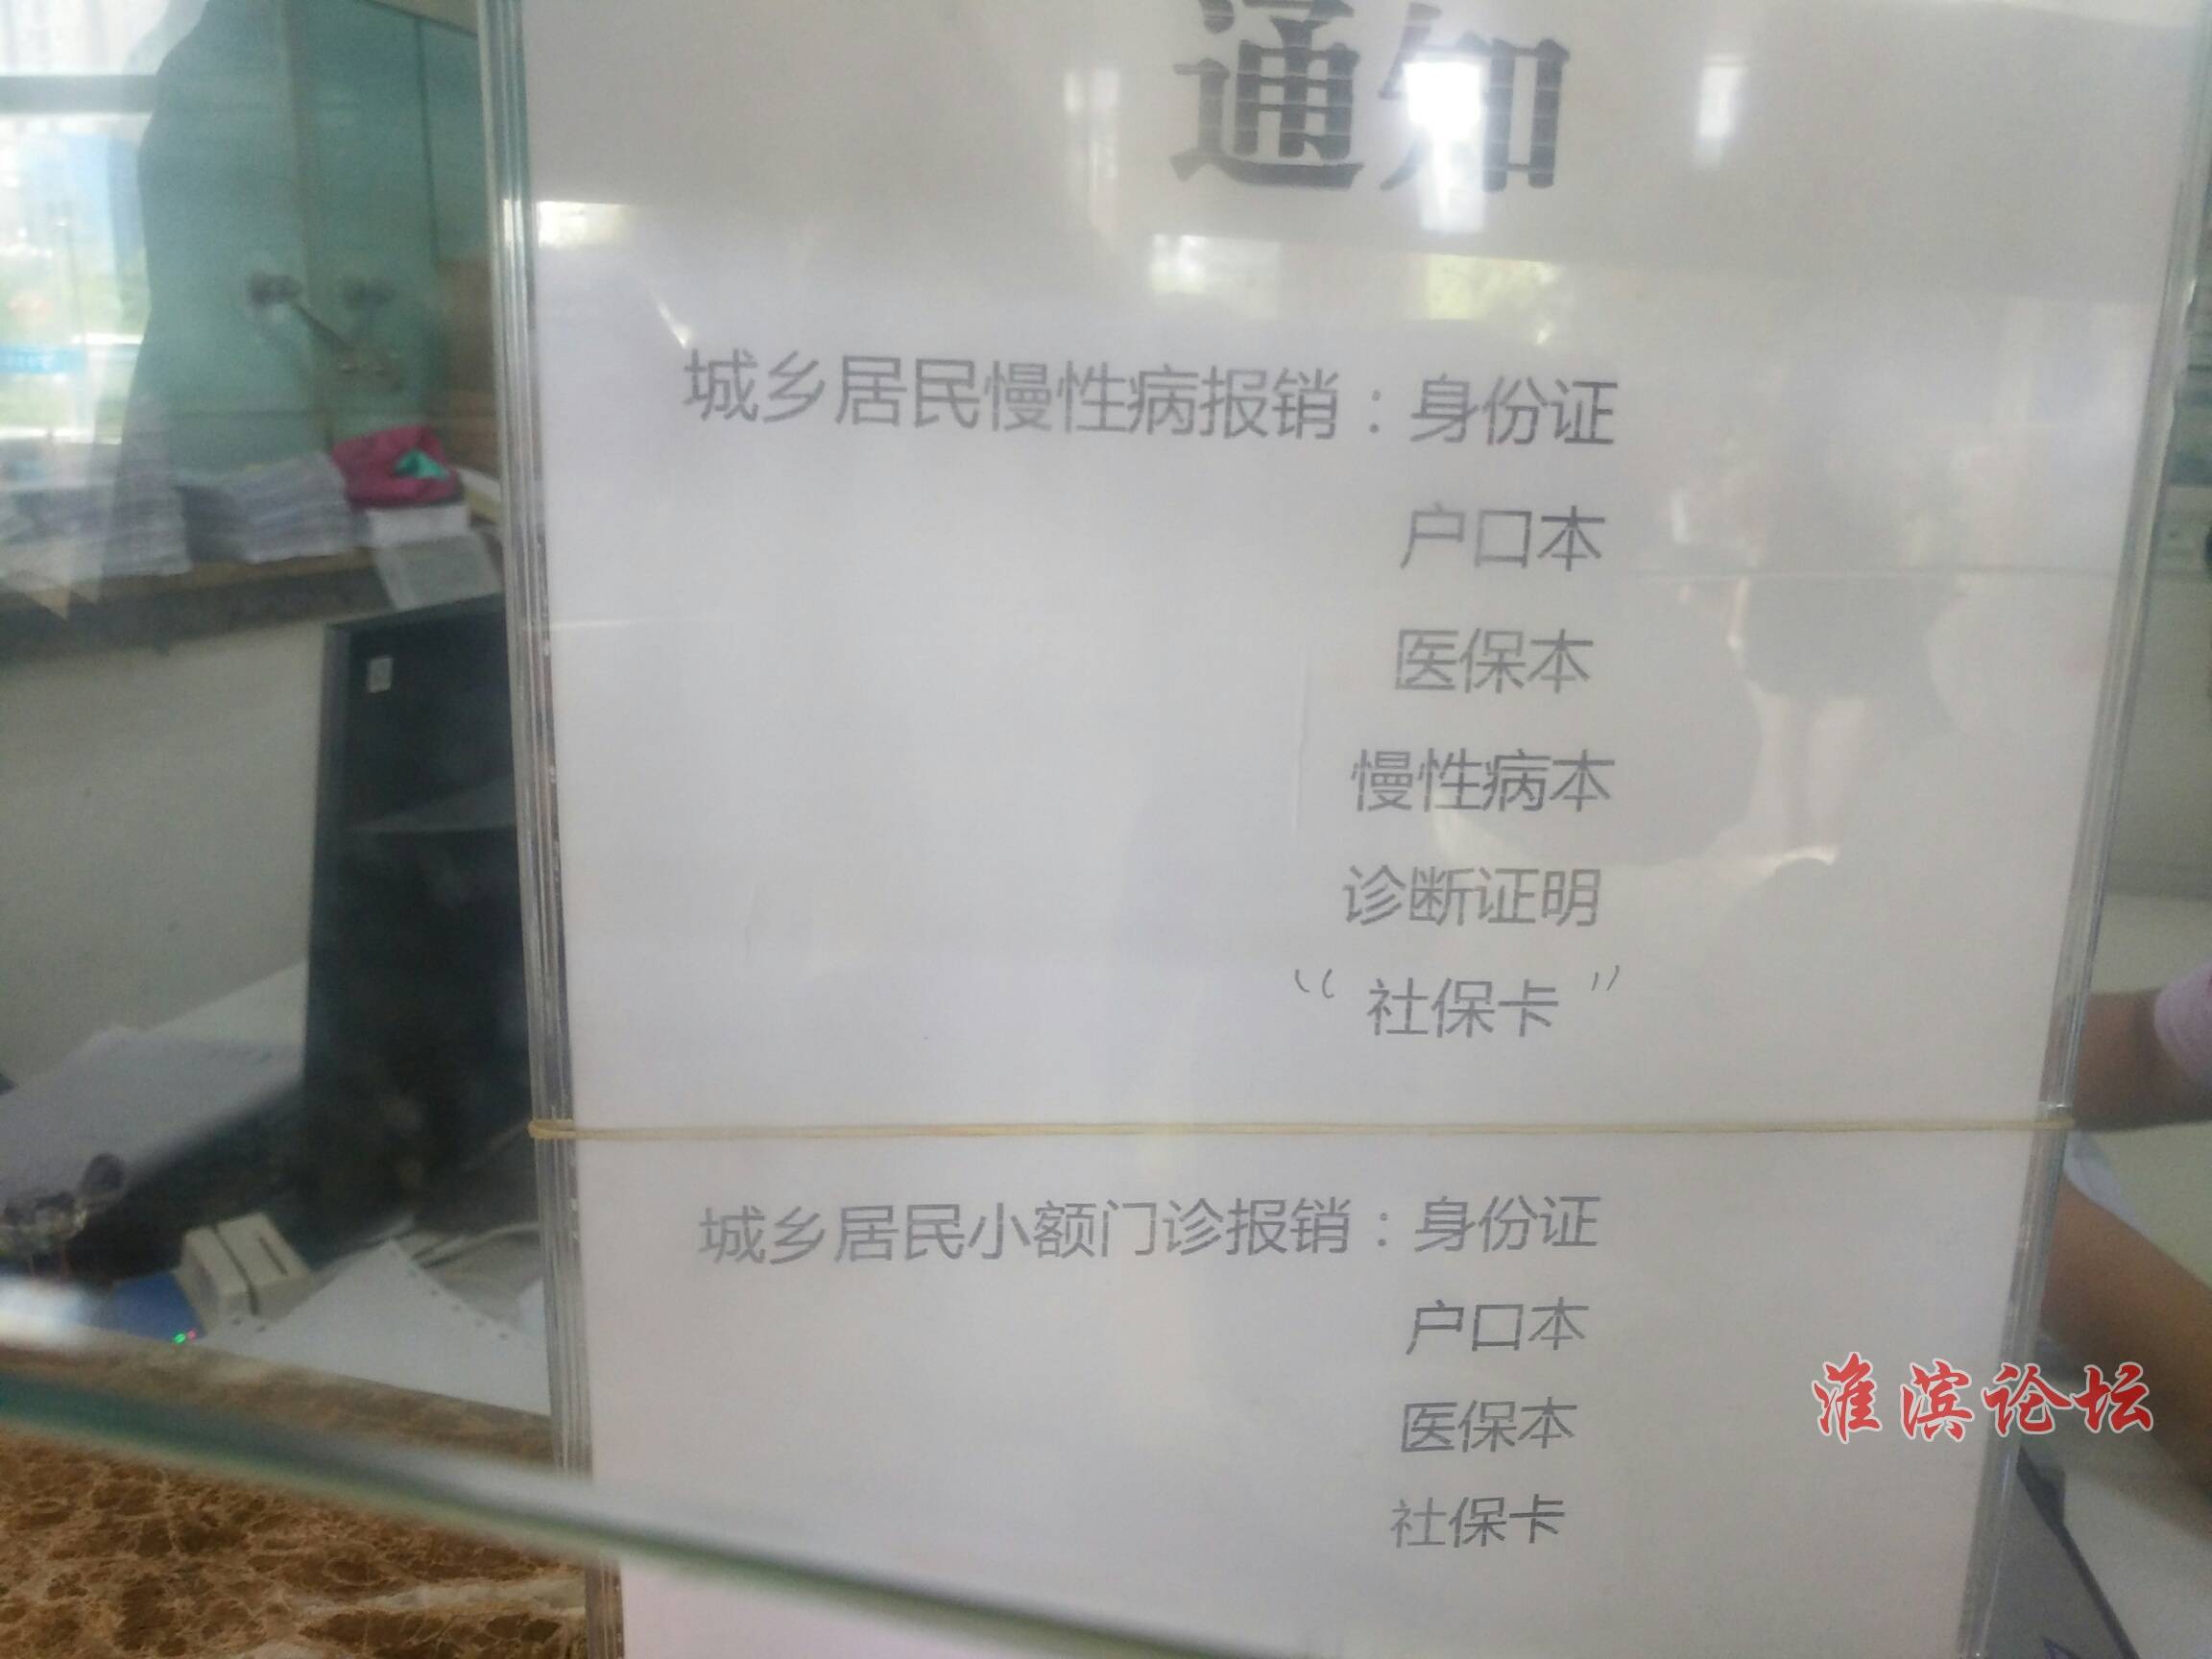 通知
城乡居民慢性病报销：身份证
户口本
医保本
慢性病本
诊断证明
“社保卡”
城乡居民小额门诊报销：身份证
户口本
医保本
社保卡
淮滨论坛